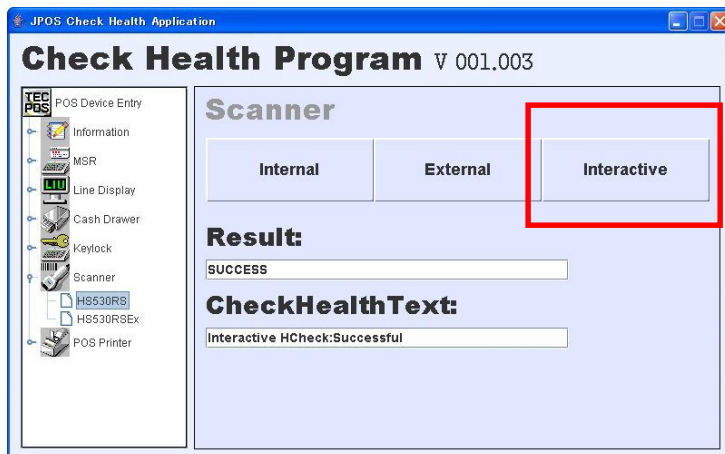 JPOS Check Health Application
Check Health Program V 001.003
TEC
POS
POS Device Entry
Information
MSR
LIU
Line Display
Cash Drawer
Keylock
Scanner
HS530RS
HS530RSEx
POS Printer
Scanner
Internal
External
Interactive
Result:
SUCCESS
CheckHealthText:
Interactive HCheck:Successful